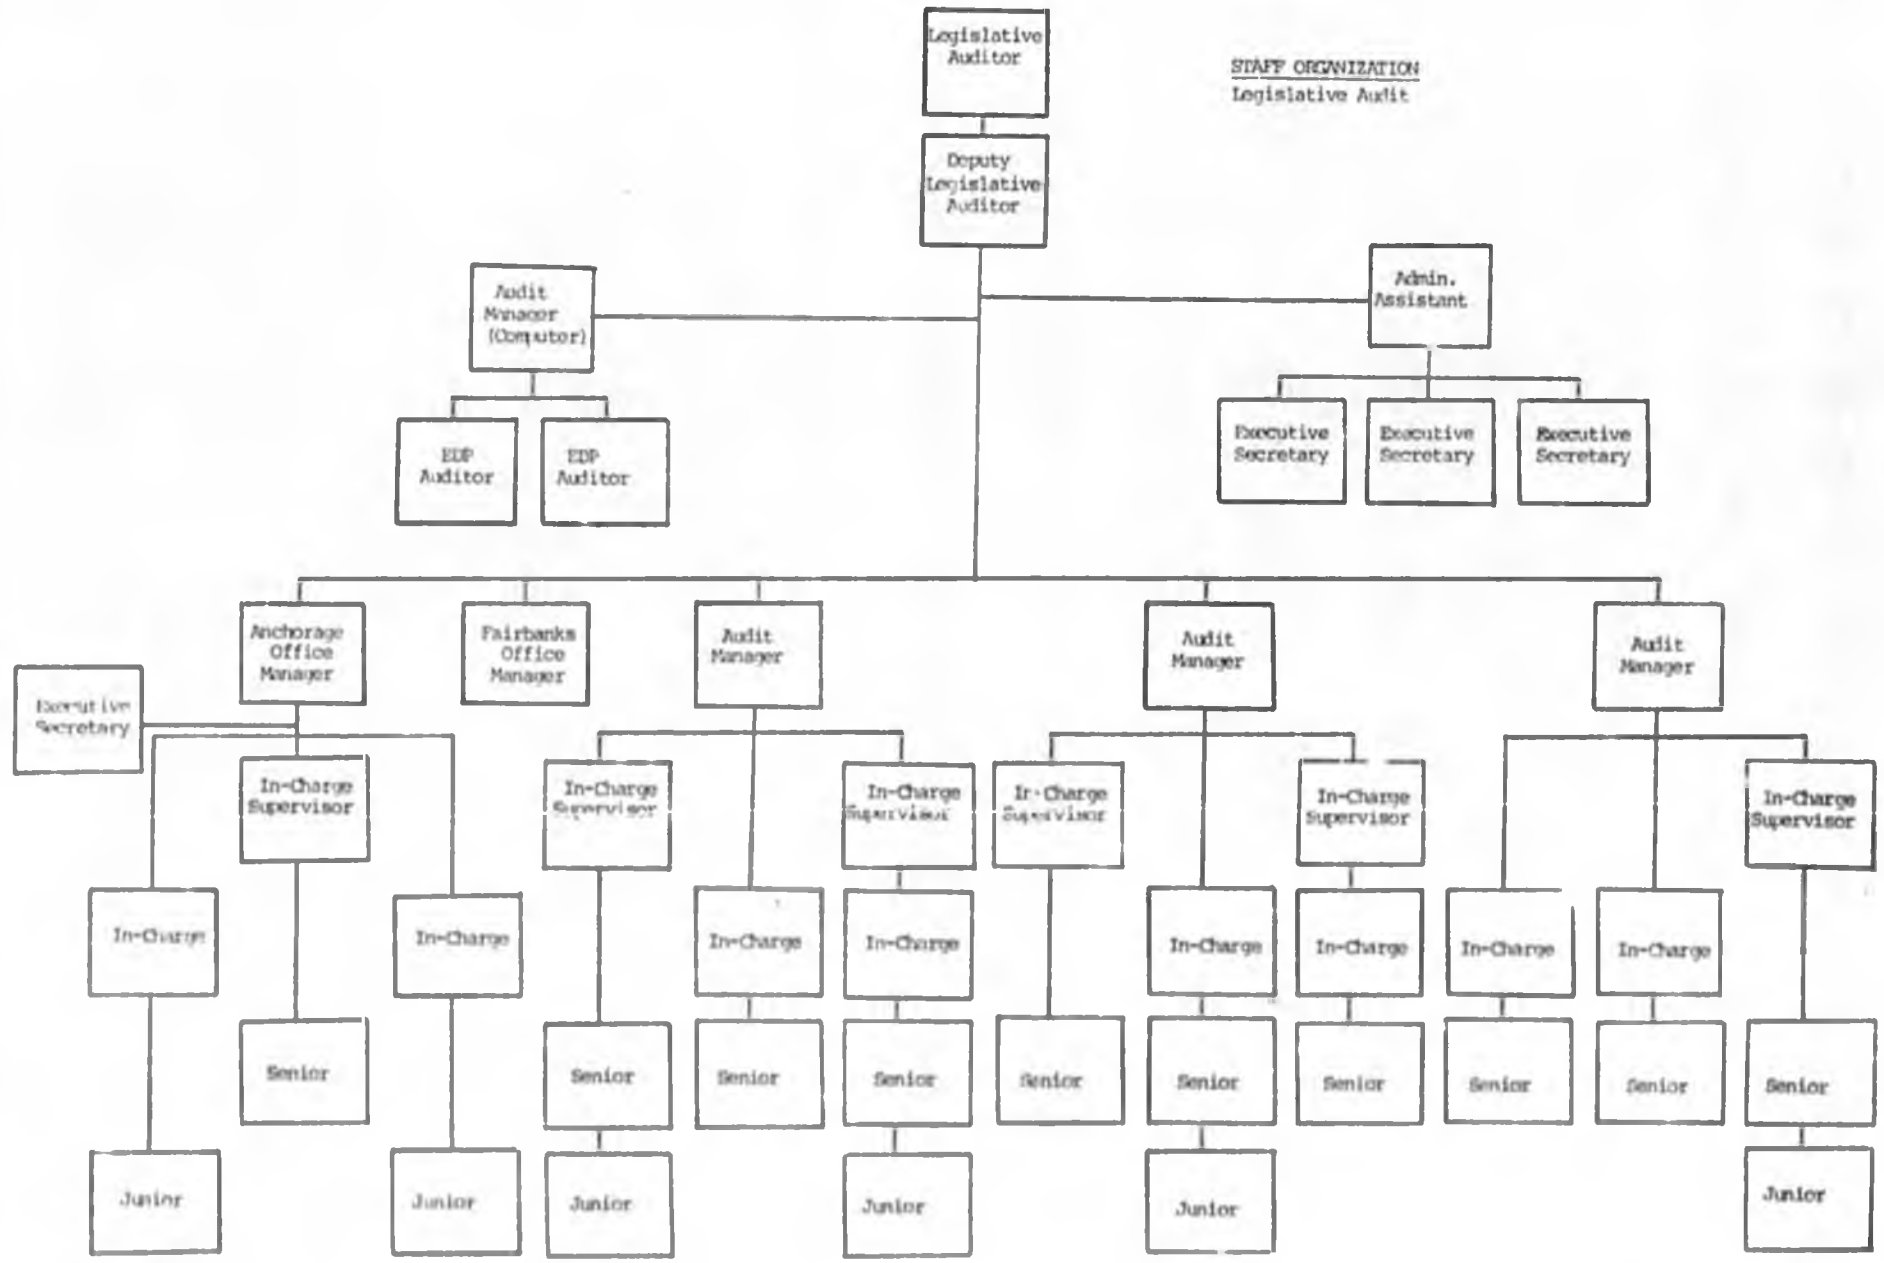 Legislative
Auditor
STAFF ORGANIZATION
Legislative Audit
Deputy
Legislative
Auditor
Audit
Manager
(Computer)
Admin.
Assistant
EDP
Auditor
EDP
Auditor
Executive
Secretary
Executive
Secretary
Executive
Secretary
Anchorage
Office
Manager
Fairbanks
Office
Manager
Audit
Manager
Audit
Manager
Audit
Manager
Executive
Secretary
In-Charge
Supervisor
In-Charge
Supervisor
In-Charge
Supervisor
In-Charge
Supervisor
In-Charge
Supervisor
In-Charge
Supervisor
In-Charge
In-Charge
In-Charge
In-Charge
In-Charge
In-Charge
In-Charge
In-Charge
Senior
Senior
Senior
Senior
Senior
Senior
Senior
Senior
Senior
Senior
Junior
Junior
Junior
Junior
Junior
Junior